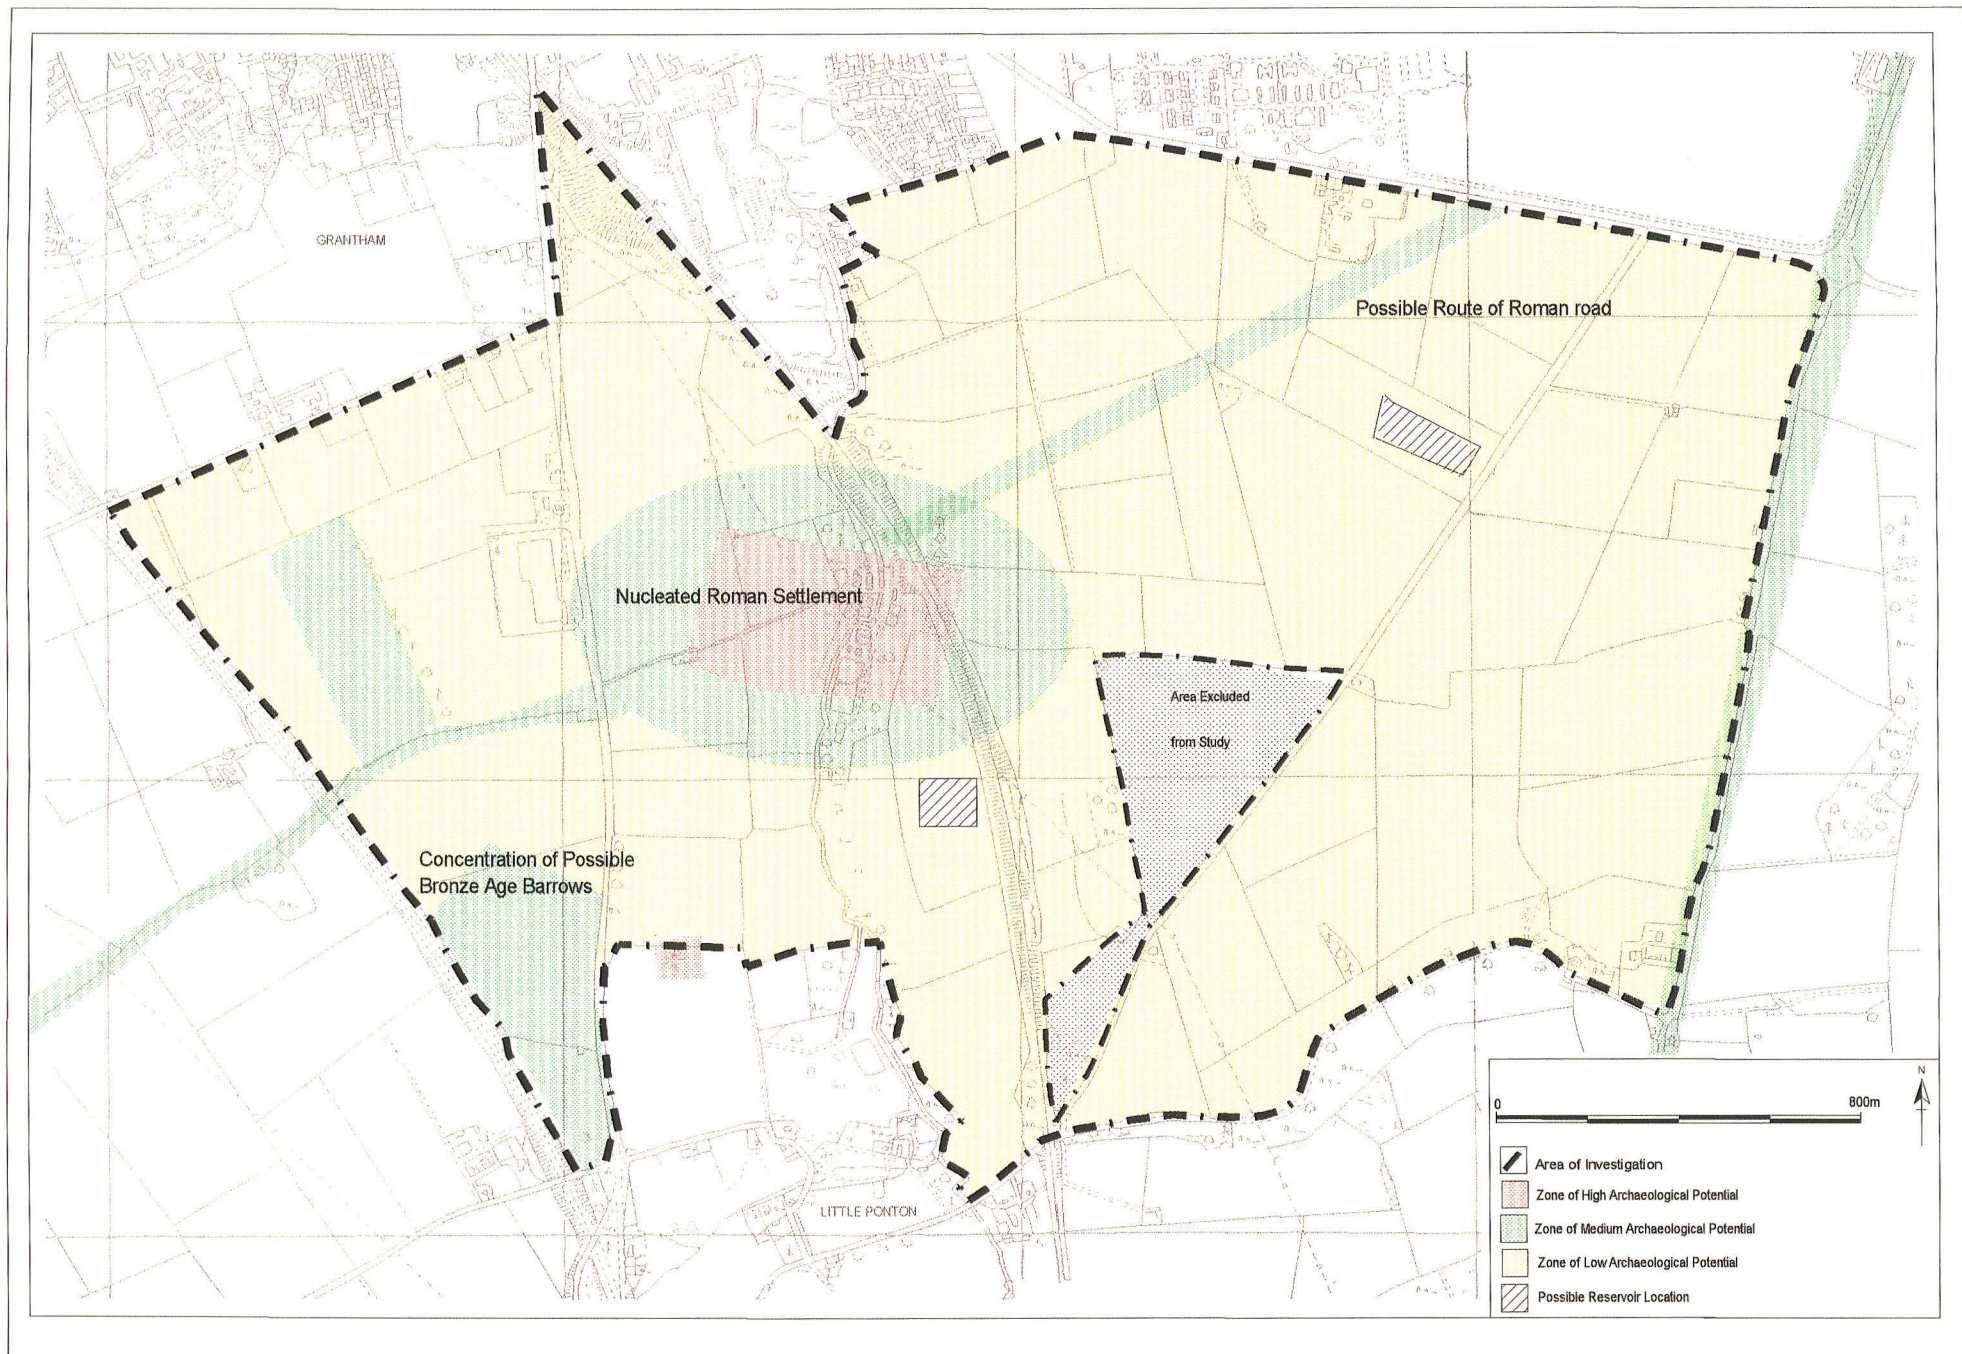 GRANTHAM
Possible Route of Roman road
Nucleated Roman Settlement
Area Excluded
from Study
Concentration of Possible
Bronze Age Barrows
LITTLE PONTON
N
0 800m
Area of Investigation
Zone of High Archaeological Potential
Zone of Medium Archaeological Potential
Zone of Low Archaeological Potential
Possible Reservoir Location